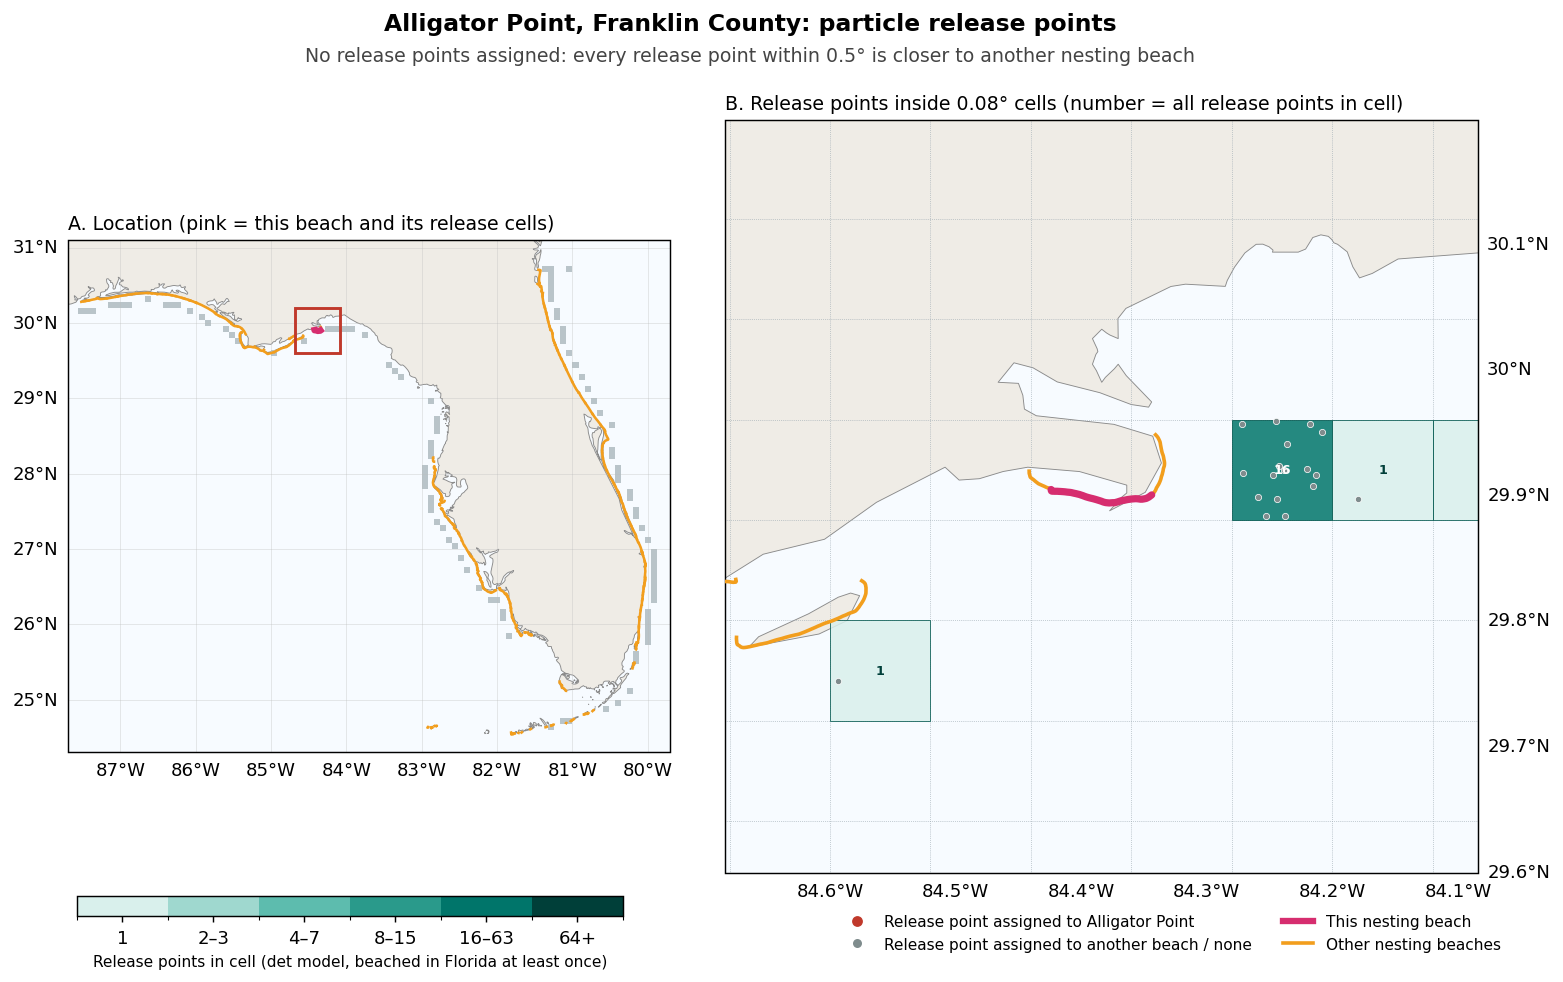 Alligator Point, Franklin County: particle release points
No release points assigned: every release point within 0.5° is closer to another nesting beach
A. Location (pink = this beach and its release cells)
31°N
30°N
29°N
28°N
27°N
26°N
25°N
87°W 86°W 85°W 84°W 83°W 82°W 81°W 80°W
1 2–3 4–7 8–15 16–63 64+
Release points in cell (det model, beached in Florida at least once)
B. Release points inside 0.08° cells (number = all release points in cell)
16 1
1
30.1°N
30°N
29.9°N
29.8°N
29.7°N
29.6°N
84.6°W 84.5°W 84.4°W 84.3°W 84.2°W 84.1°W
Release point assigned to Alligator Point
Release point assigned to another beach / none
This nesting beach
Other nesting beaches